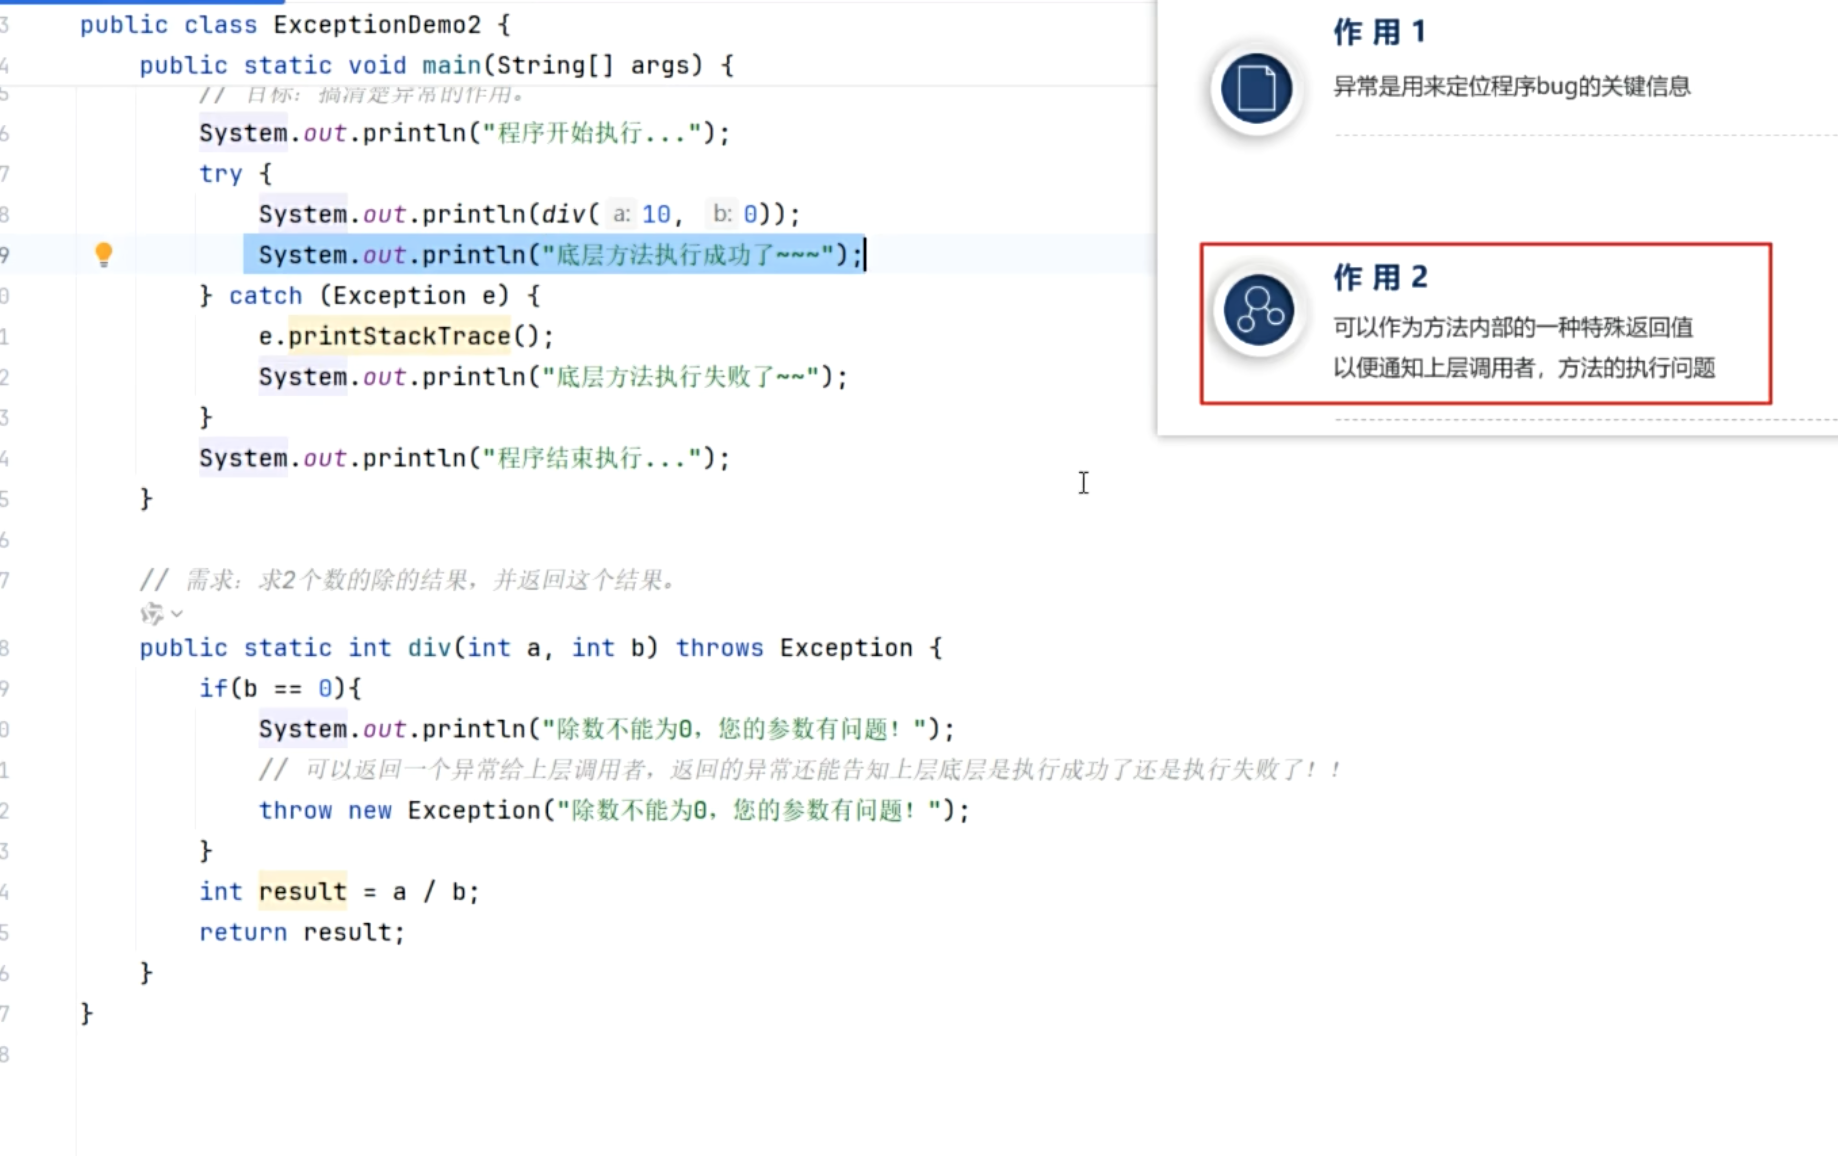 3 public class ExceptionDemo2 {
4 public static void main(String[] args) {
5 // 目标：搞清楚异常的作用。
6 System.out.println("程序开始执行...");
7 try {
8 System.out.println(div( a: 10, b: 0));
9 System.out.println("底层方法执行成功了~~~");
0 } catch (Exception e) {
1 e.printStackTrace();
2 System.out.println("底层方法执行失败了~~");
3 }
4 System.out.println("程序结束执行...");
5 }
6
7 // 需求：求2个数的除的结果，并返回这个结果。
8 public static int div(int a, int b) throws Exception {
9 if(b == 0){
0 System.out.println("除数不能为0，您的参数有问题！");
1 // 可以返回一个异常给上层调用者，返回的异常还能告知上层底层是执行成功了还是执行失败了！！
2 throw new Exception("除数不能为0，您的参数有问题！");
3 }
4 int result = a / b;
5 return result;
6 }
7 }
8
作用1
异常是用来定位程序bug的关键信息
作用2
可以作为方法内部的一种特殊返回值
以便通知上层调用者，方法的执行问题